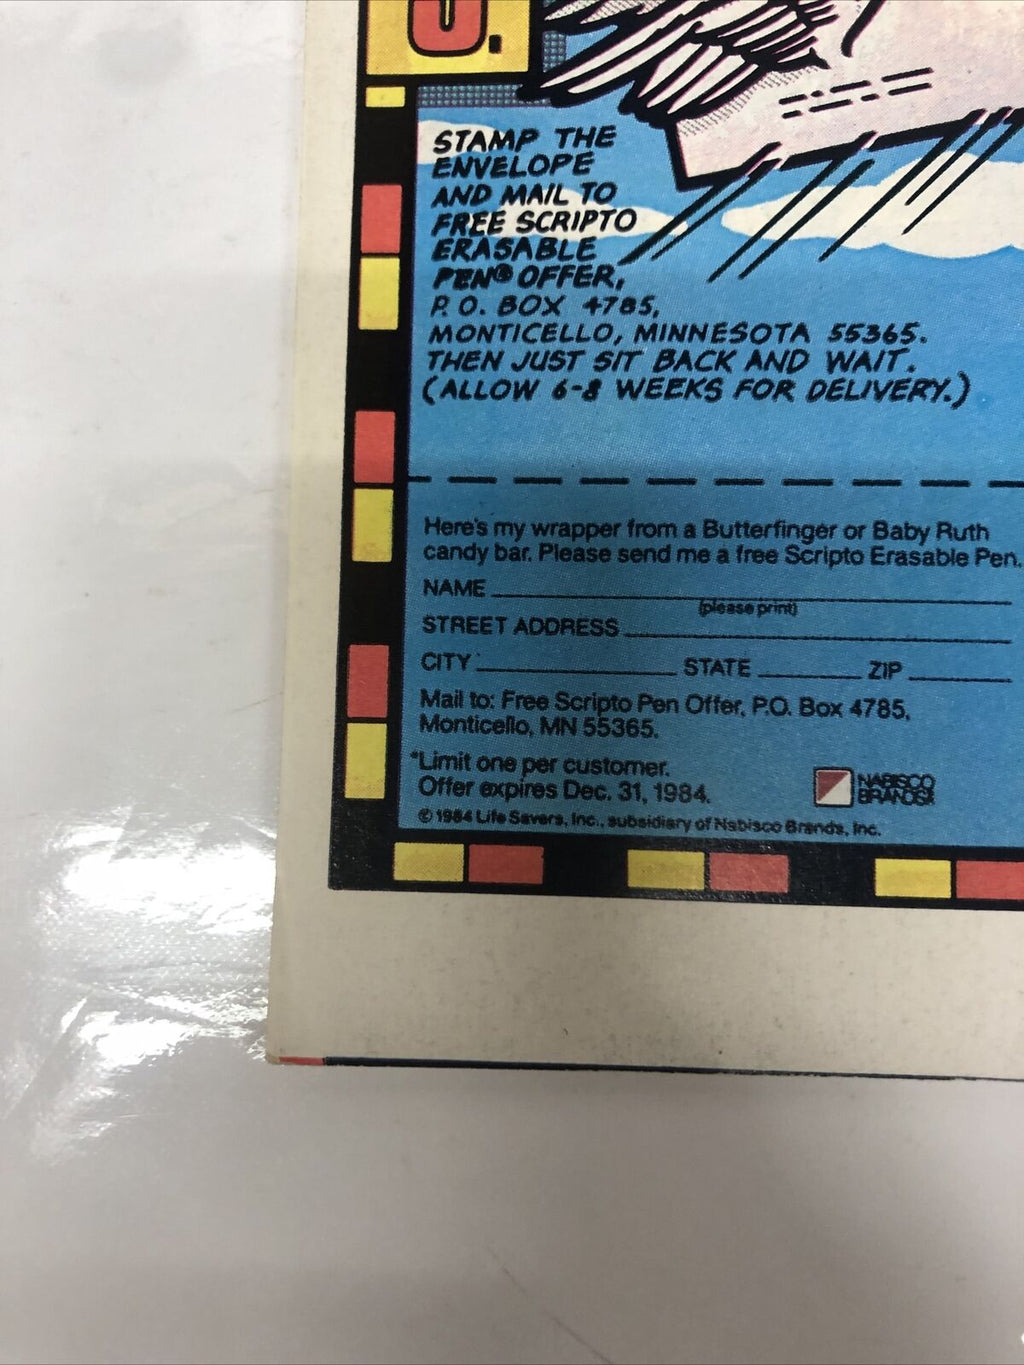 J.
STAMP THE
ENVELOPE
AND MAIL TO
FREE SCRIPTO
ERASABLE
PEN® OFFER,
P.O. BOX 4785,
MONTICELLO, MINNESOTA 55365.
THEN JUST SIT BACK AND WAIT.
(ALLOW 6-8 WEEKS FOR DELIVERY.)
Here's my wrapper from a Butterfinger or Baby Ruth
candy bar. Please send me a free Scripto Erasable Pen.
NAME
(please print)
STREET ADDRESS
CITY STATE ZIP
Mail to: Free Scripto Pen Offer, P.O. Box 4785,
Monticello, MN 55365.
*Limit one per customer.
Offer expires Dec. 31, 1984.
NABISCO
BRANDS
© 1984 Life Savers, Inc., subsidiary of Nabisco Brands, Inc.